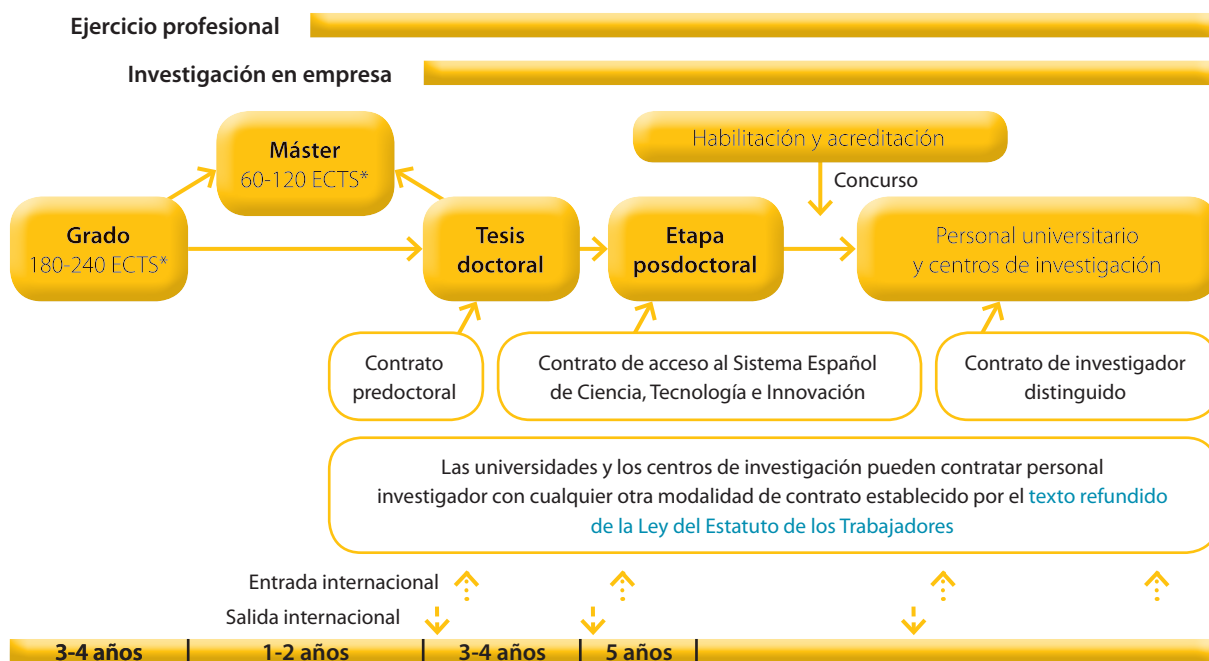 Ejercicio profesional
Investigación en empresa
Máster
60-120 ECTS*
Habilitación y acreditación
Concurso
Grado
180-240 ECTS*
Tesis
doctoral
Etapa
posdoctoral
Personal universitario
y centros de investigación
Contrato
predoctoral
Contrato de acceso al Sistema Español
de Ciencia, Tecnología e Innovación
Contrato de investigador
distinguido
Las universidades y los centros de investigación pueden contratar personal
investigador con cualquier otra modalidad de contrato establecido por el texto refundido
de la Ley del Estatuto de los Trabajadores
Entrada internacional
Salida internacional
3-4 años
1-2 años
3-4 años
5 años